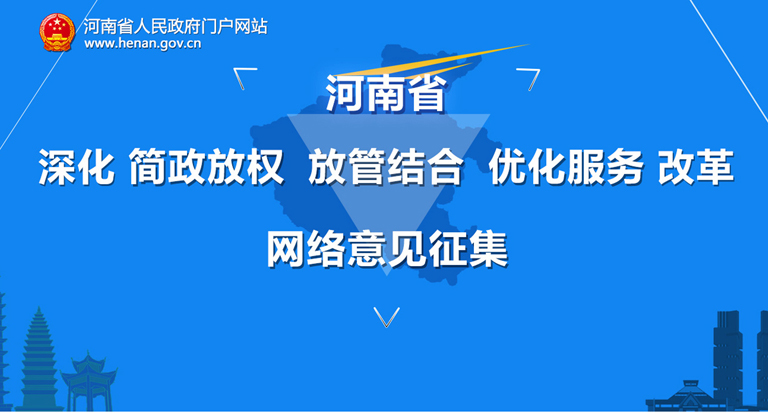 河南省人民政府门户网站
www.henan.gov.cn
河南省
深化 简政放权 放管结合 优化服务 改革
网络意见征集